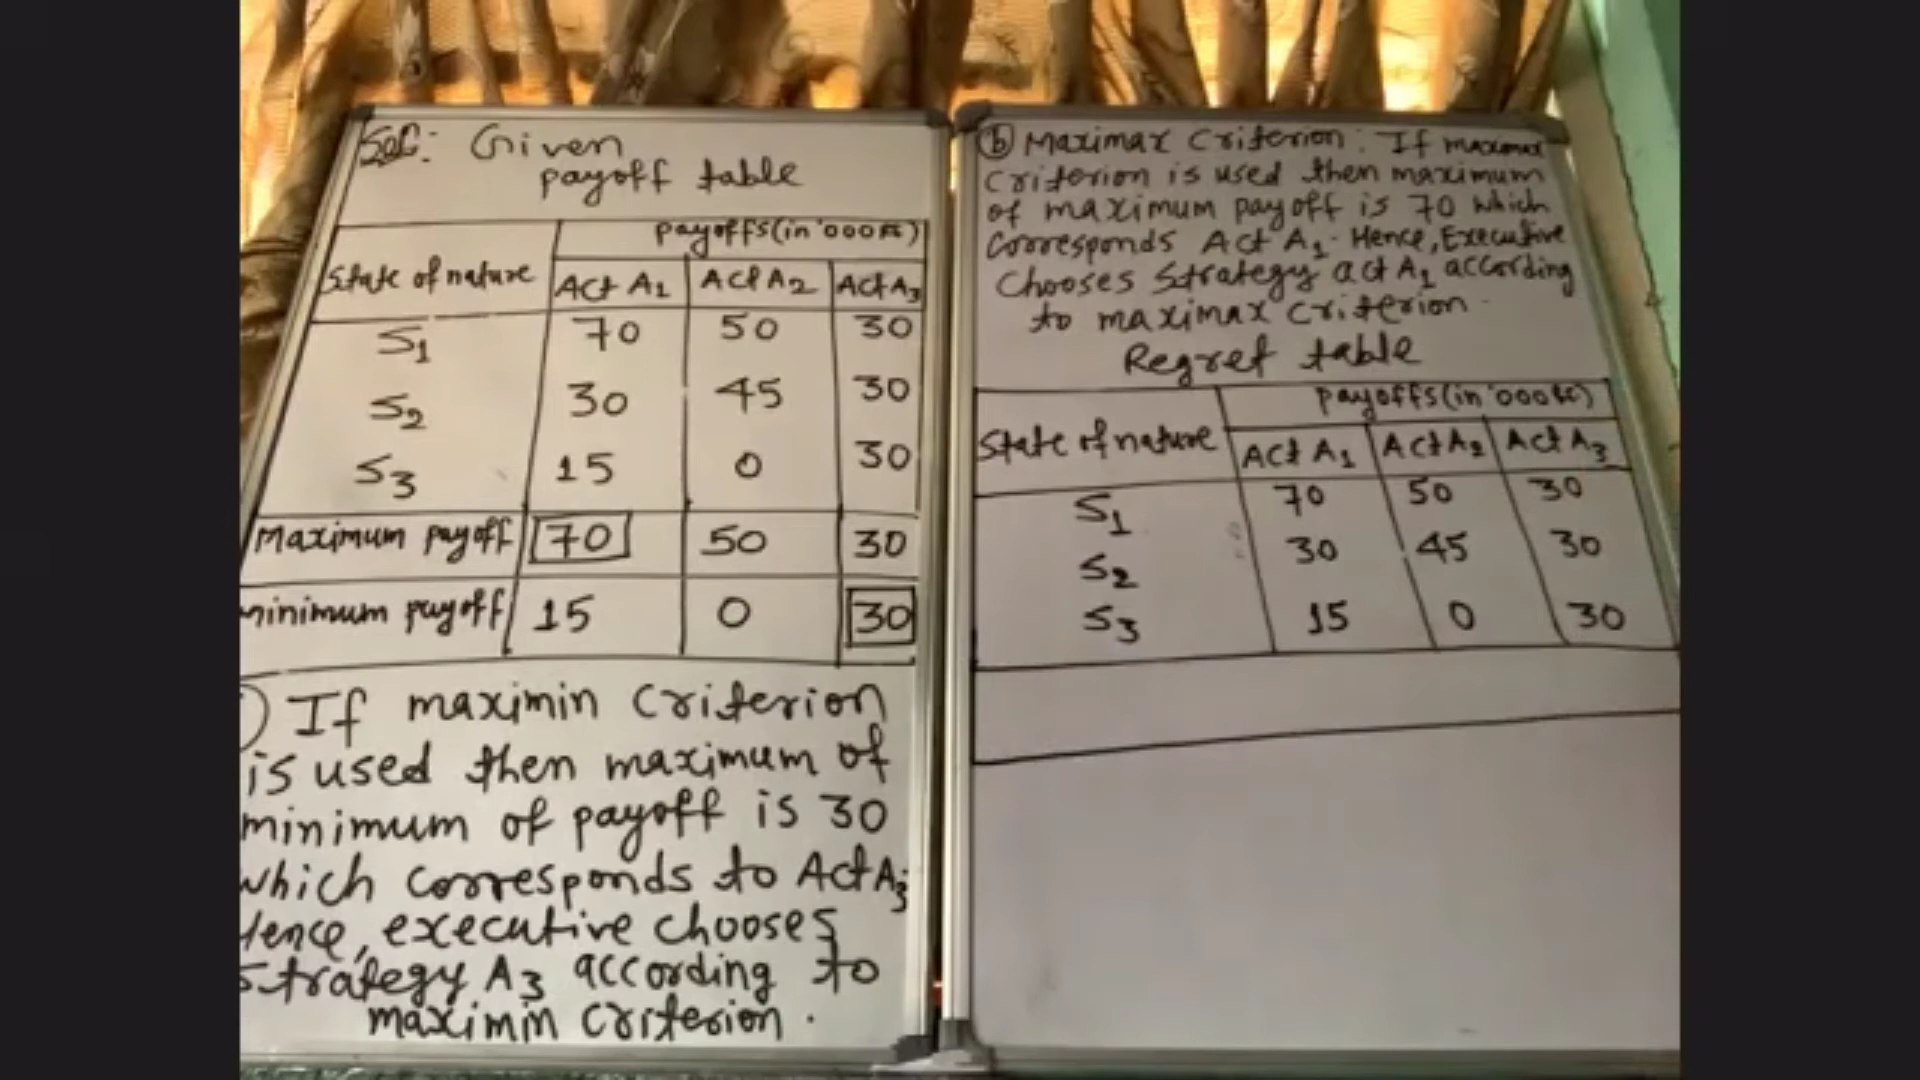 Sol: Given
payoff table
State of nature payoffs(in '000 Rs)
Act A1 Act A2 Act A3
S1 70 50 30
S2 30 45 30
S3 15 0 30
Maximum payoff 70 50 30
minimum payoff 15 0 30
) If maximin Criterion
is used then maximum of
minimum of payoff is 30
which corresponds to Act A3
Hence, executive chooses
strategy A3 according to
maximin Criterion.
(b) Maximax Criterion: If maximax
Criterion is used then maximum
of maximum payoff is 70 which
Corresponds Act A1. Hence, Executive
Chooses Strategy act A1 according
to maximax Criterion.
Regret table
State of nature payoffs(in '000 Rs)
Act A1 Act A2 Act A3
S1 70 50 30
S2 30 45 30
S3 15 0 30